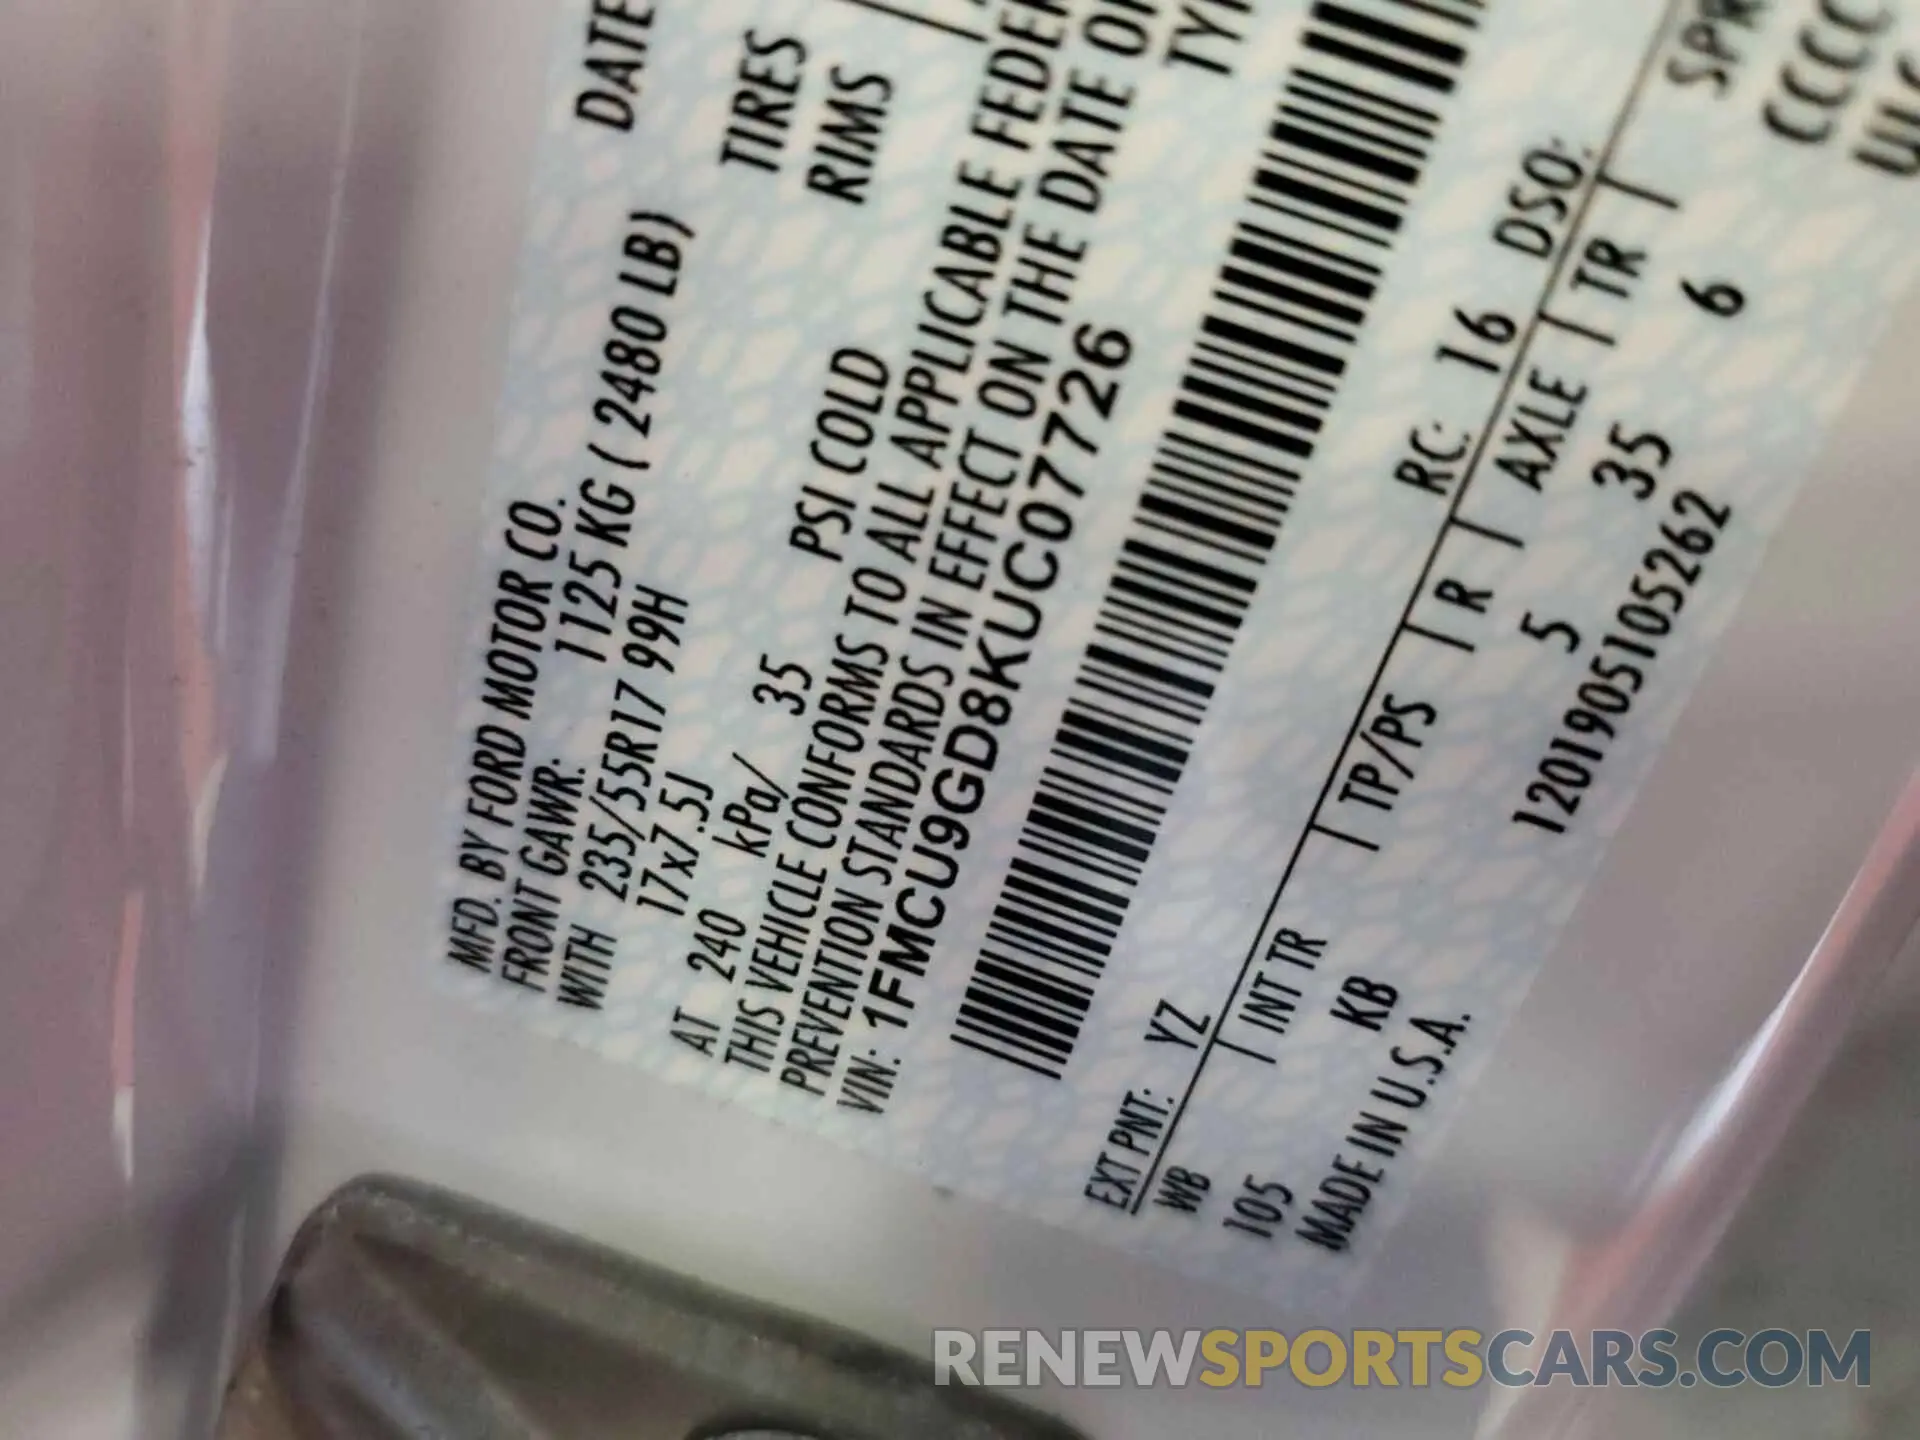 MFD. BY FORD MOTOR CO.
DATE
FRONT GAWR: 1125 KG ( 2480 LB)
WITH 235/55R17 99H TIRES
17x7.5J RIMS
AT 240 kPa/ 35 PSI COLD
THIS VEHICLE CONFORMS TO ALL APPLICABLE
PREVENTION STANDARDS IN EFFECT ON THE DATE
VIN: 1FMCU9GD8KUC07726
EXT PNT: YZ RC: 16 DSO:
WB | INT TR | TP/PS | R | AXLE | TR |
105 KB 5 35 6
MADE IN U.S.A. 1201905105262
RENEWSPORTSCARS.COM